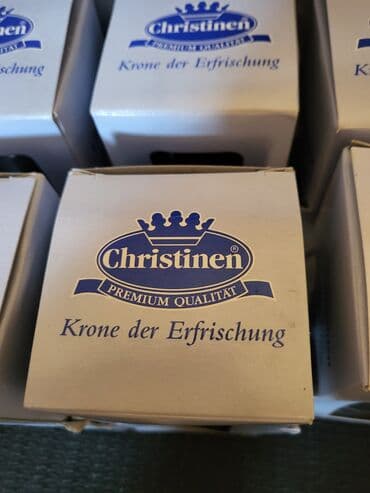 Christinen
PREMIUM QUALITÄT
Krone der Erfrischung
Christinen®
PREMIUM QUALITÄT
Krone der Erfrischung